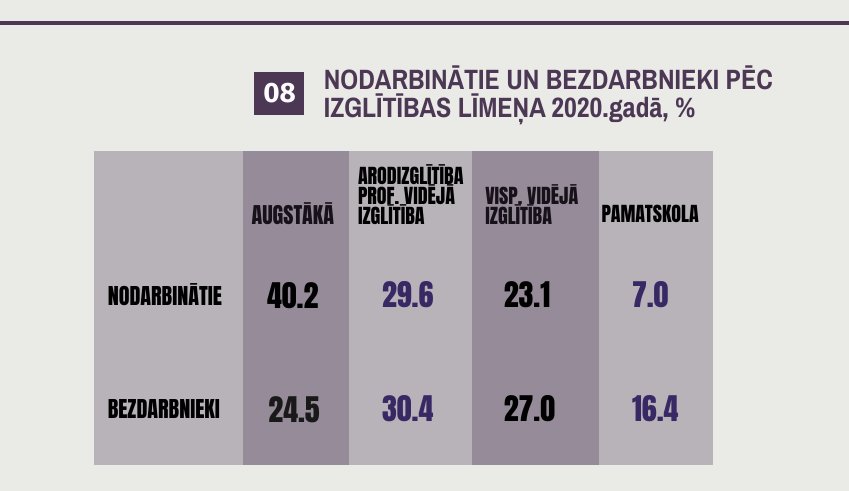 08
NODARBINĀTIE UN BEZDARBNIEKI PĒC
IZGLĪTĪBAS LĪMEŅA 2020.gadā, %
AUGSTĀKĀ
ARODIZGLĪTĪBA
PROF. VIDĒJĀ
IZGLĪTĪBA
VISP. VIDĒJĀ
IZGLĪTĪBA
PAMATSKOLA
NODARBINĀTIE 40.2 29.6 23.1 7.0
BEZDARBNIEKI 24.5 30.4 27.0 16.4